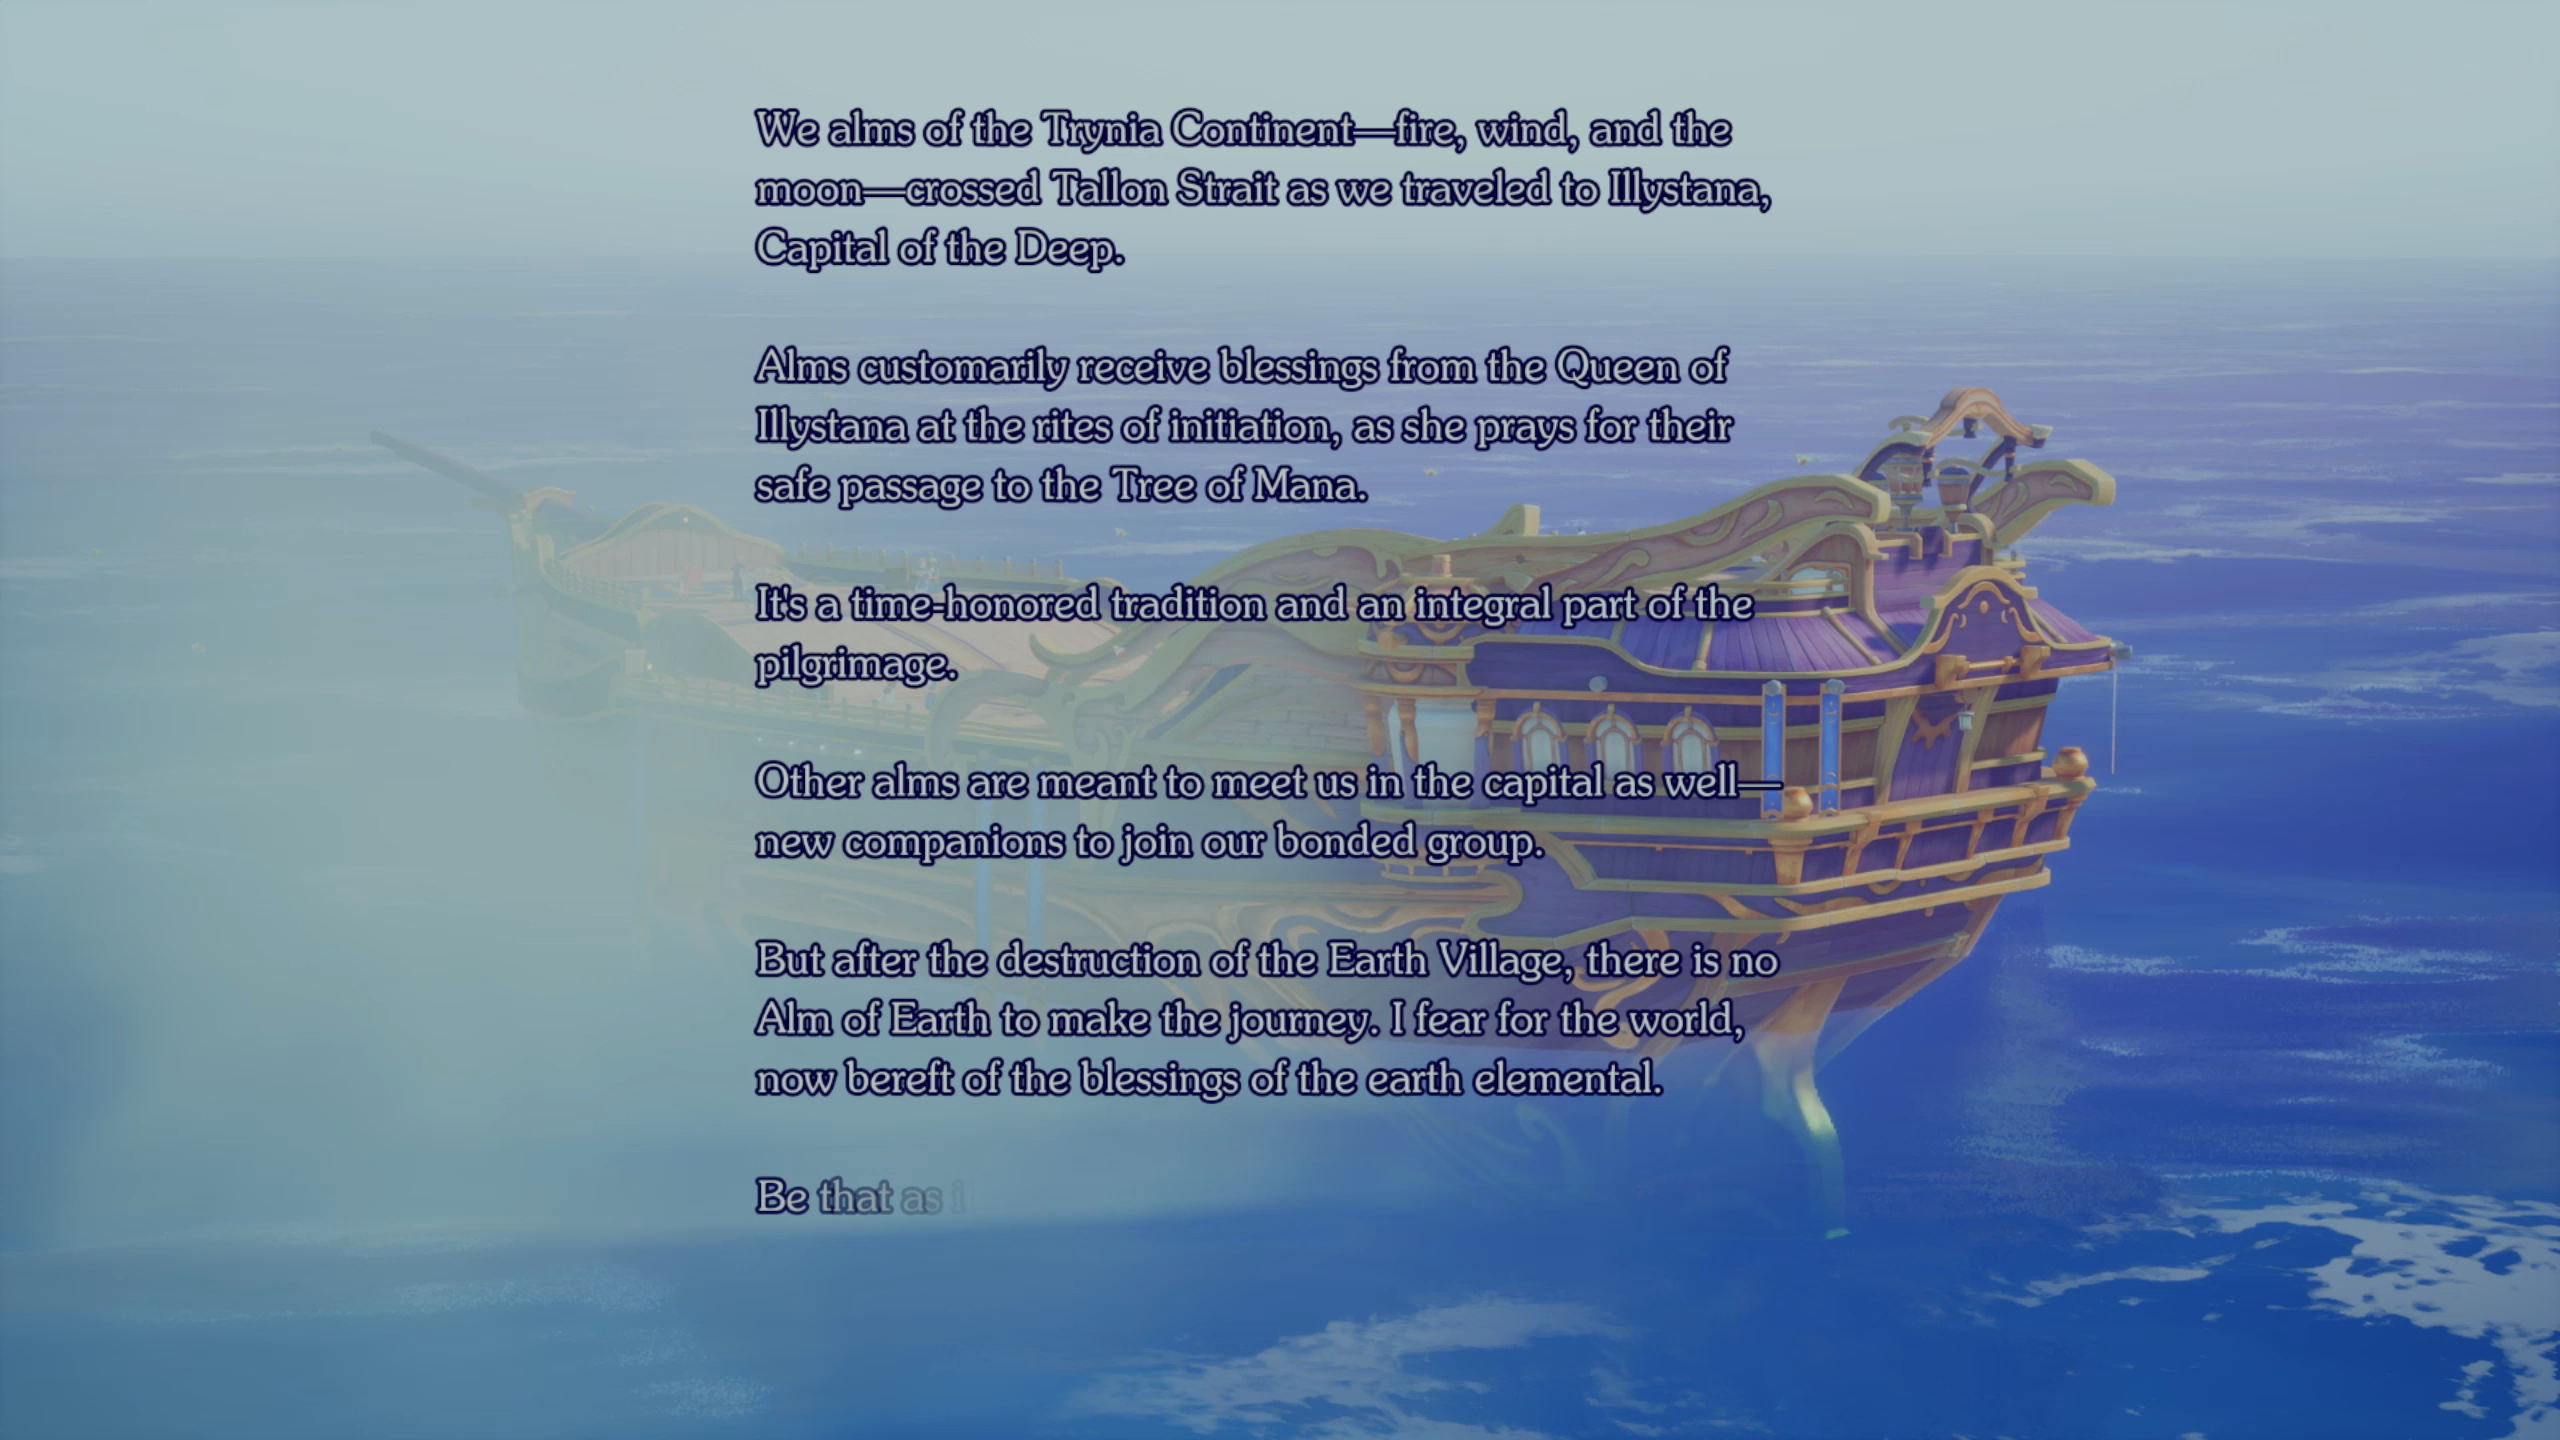 We alms of the Trynia Continent—fire, wind, and the
moon—crossed Tallon Strait as we traveled to Illystana,
Capital of the Deep.
Alms customarily receive blessings from the Queen of
Illystana at the rites of initiation, as she prays for their
safe passage to the Tree of Mana.
It's a time-honored tradition and an integral part of the
pilgrimage.
Other alms are meant to meet us in the capital as well—
new companions to join our bonded group.
But after the destruction of the Earth Village, there is no
Alm of Earth to make the journey. I fear for the world,
now bereft of the blessings of the earth elemental.
Be that as i